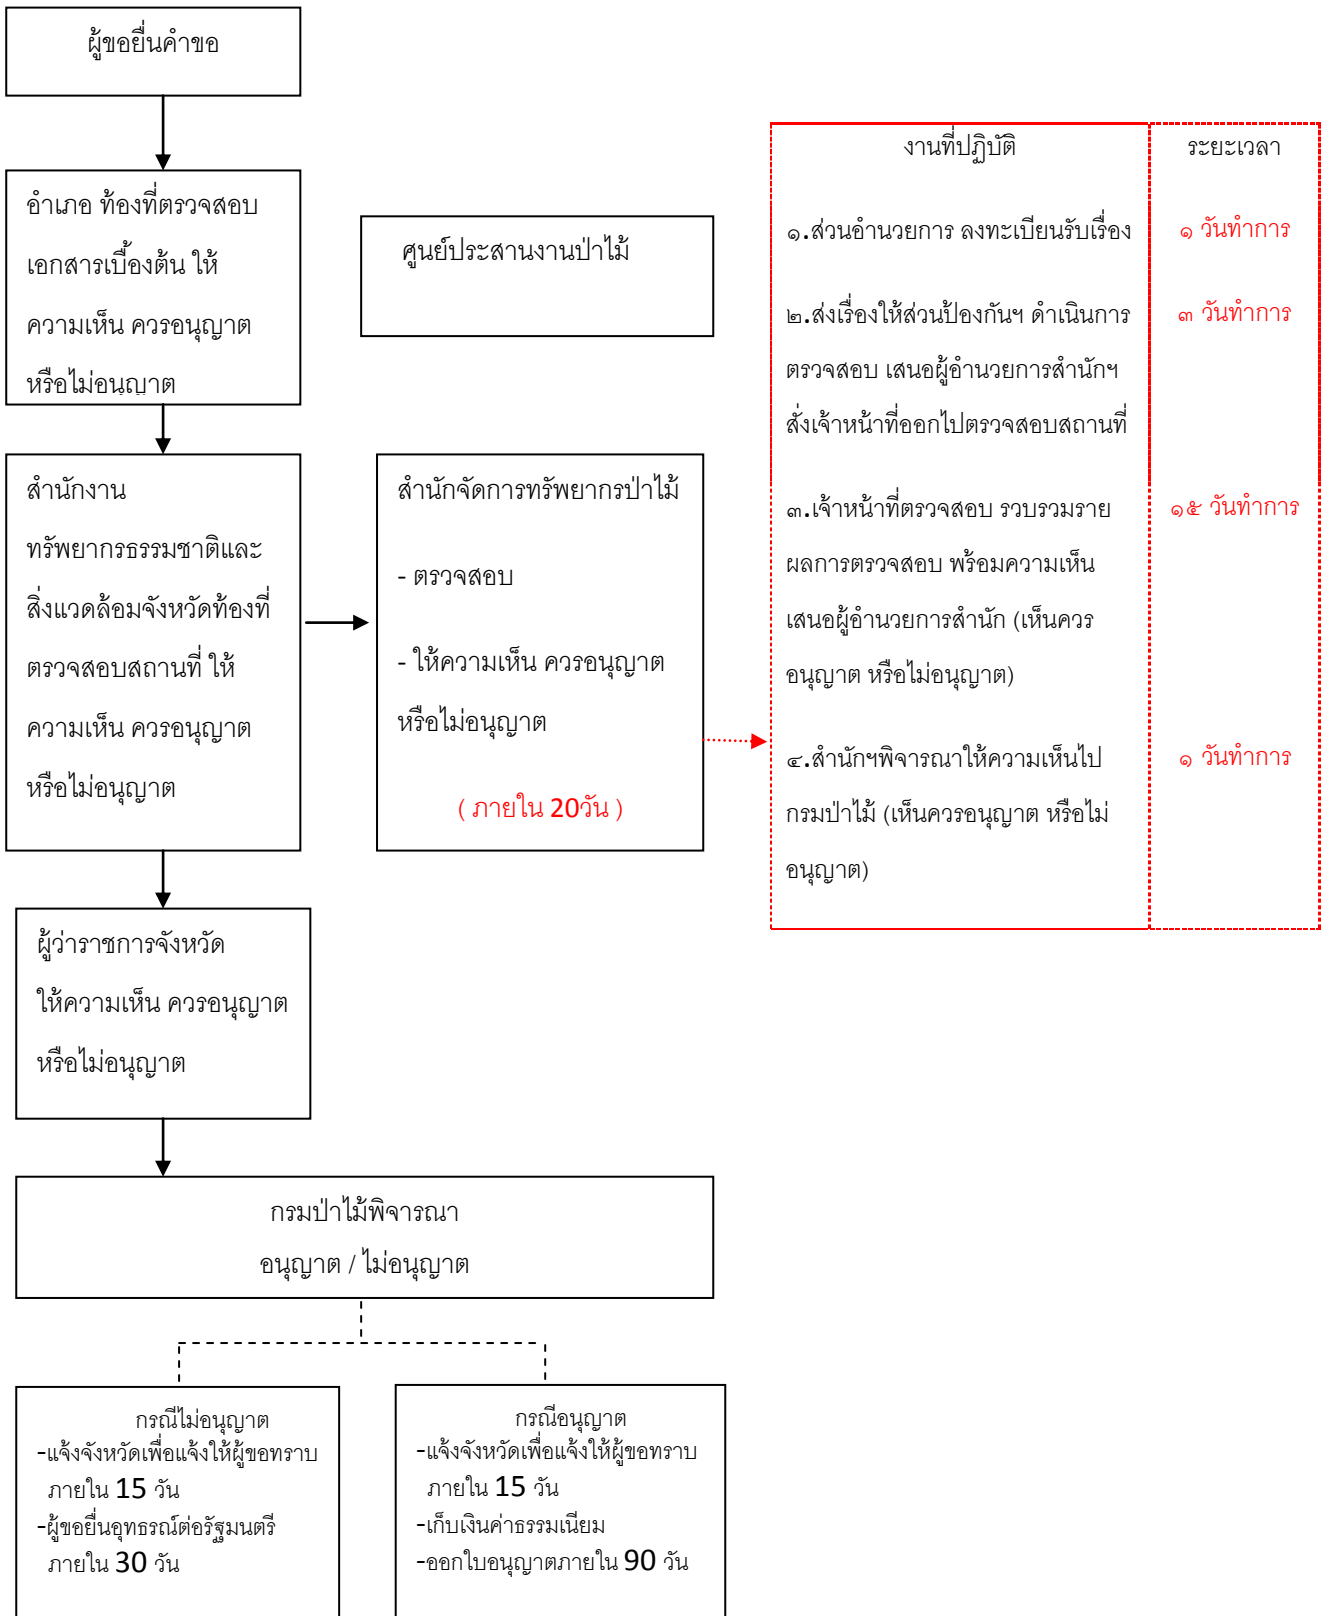 ผู้ขอยื่นคำขอ
อำเภอ ท้องที่ตรวจสอบ
เอกสารเบื้องต้น ให้
ความเห็น ควรอนุญาต
หรือไม่อนุญาต
ศูนย์ประสานงานป่าไม้
สำนักงาน
ทรัพยากรธรรมชาติและ
สิ่งแวดล้อมจังหวัดท้องที่
ตรวจสอบสถานที่ ให้
ความเห็น ควรอนุญาต
หรือไม่อนุญาต
สำนักจัดการทรัพยากรป่าไม้
- ตรวจสอบ
- ให้ความเห็น ควรอนุญาต
หรือไม่อนุญาต
( ภายใน 20วัน )
งานที่ปฏิบัติ ระยะเวลา
๑.ส่วนอำนวยการ ลงทะเบียนรับเรื่อง ๑ วันทำการ
๒.ส่งเรื่องให้ส่วนป้องกันฯ ดำเนินการ ๓ วันทำการ
ตรวจสอบ เสนอผู้อำนวยการสำนักฯ
สั่งเจ้าหน้าที่ออกไปตรวจสอบสถานที่
๓.เจ้าหน้าที่ตรวจสอบ รวบรวมราย ๑๕ วันทำการ
ผลการตรวจสอบ พร้อมความเห็น
เสนอผู้อำนวยการสำนัก (เห็นควร
อนุญาต หรือไม่อนุญาต)
๔.สำนักฯพิจารณาให้ความเห็นไป ๑ วันทำการ
กรมป่าไม้ (เห็นควรอนุญาต หรือไม่
อนุญาต)
ผู้ว่าราชการจังหวัด
ให้ความเห็น ควรอนุญาต
หรือไม่อนุญาต
กรมป่าไม้พิจารณา
อนุญาต / ไม่อนุญาต
กรณีไม่อนุญาต
-แจ้งจังหวัดเพื่อแจ้งให้ผู้ขอทราบ
ภายใน 15 วัน
-ผู้ขอยื่นอุทธรณ์ต่อรัฐมนตรี
ภายใน 30 วัน
กรณีอนุญาต
-แจ้งจังหวัดเพื่อแจ้งให้ผู้ขอทราบ
ภายใน 15 วัน
-เก็บเงินค่าธรรมเนียม
-ออกใบอนุญาตภายใน 90 วัน